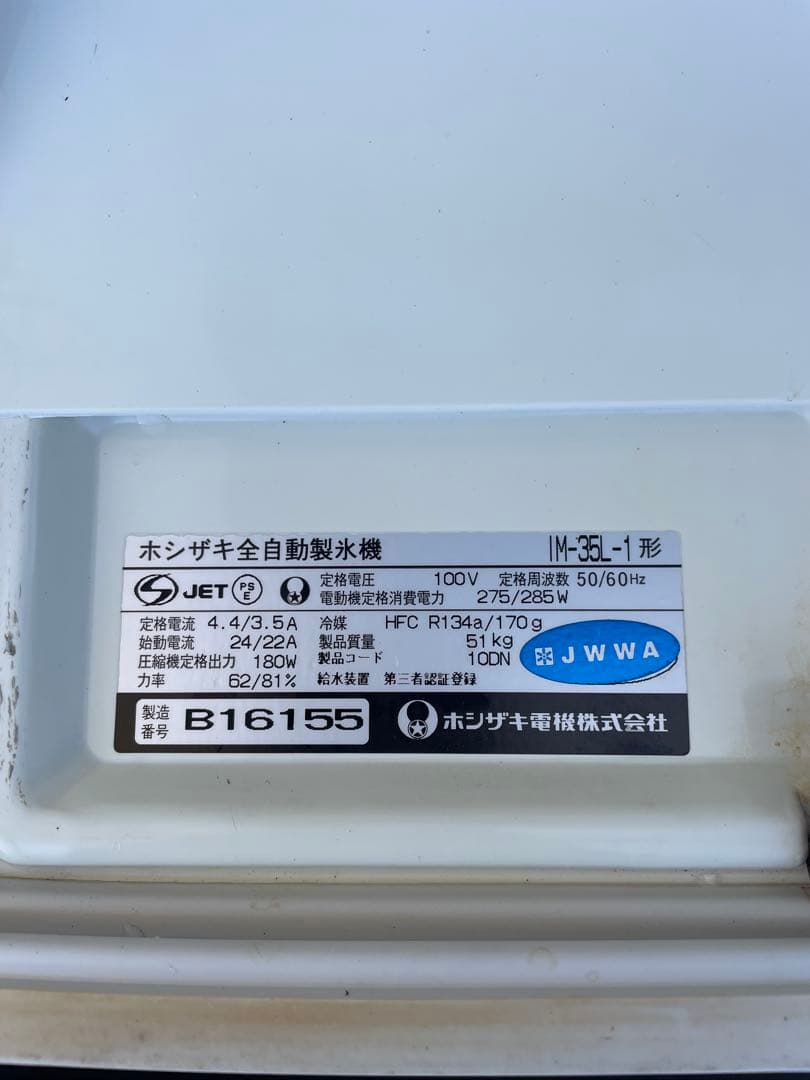 ホシザキ全自動製氷機 IM-35L-1形
S JET PSE 定格電圧 100V 定格周波数 50/60Hz
電動機定格消費電力 275/285W
定格電流 4.4/3.5A 冷媒 HFC R134a/170g
始動電流 24/22A 製品質量 51kg
圧縮機定格出力 180W 製品コード 10DN
力率 62/81% 給水装置 第三者認証登録
JWWA
製造番号 B16155 ホシザキ電機株式会社